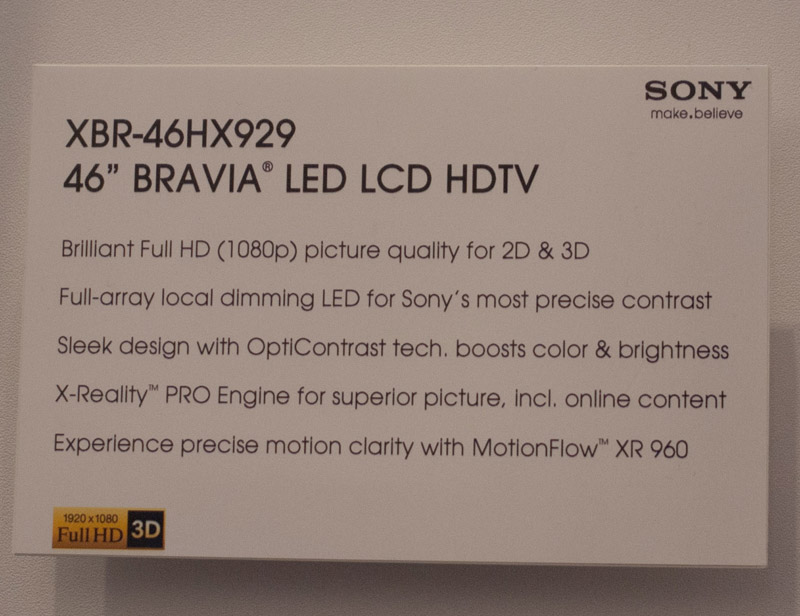 SONY
make.believe
XBR-46HX929
46” BRAVIA® LED LCD HDTV
Brilliant Full HD (1080p) picture quality for 2D & 3D
Full-array local dimming LED for Sony's most precise contrast
Sleek design with OptiContrast tech. boosts color & brightness
X-Reality™ PRO Engine for superior picture, incl. online content
Experience precise motion clarity with MotionFlow™ XR 960
1920x1080
Full HD 3D